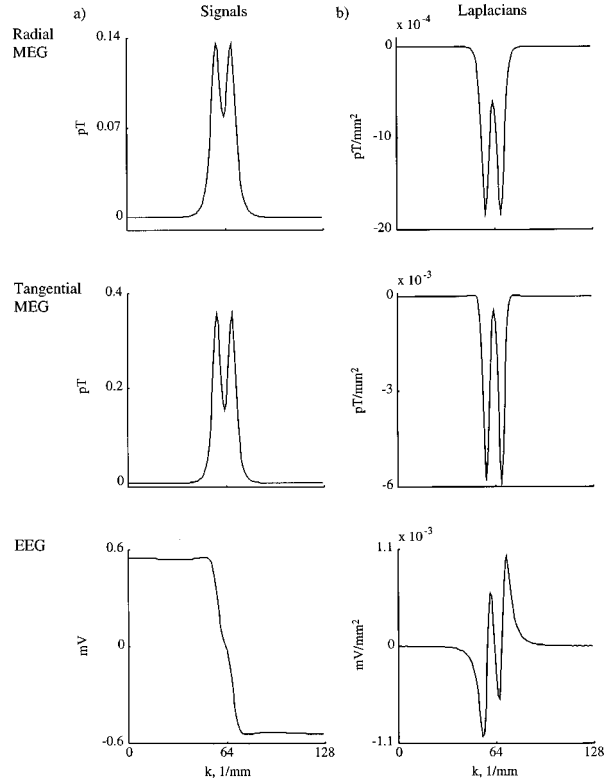 a) Signals b) Laplacians
Radial
MEG
0.14
0.07
0
pT
x 10⁻⁴
0
-10
-20
pT/mm²
Tangential
MEG
0.4
0.2
0
pT
x 10⁻³
0
-3
-6
pT/mm²
EEG
0.6
0
-0.6
mV
0 64 128
k, 1/mm
x 10⁻³
1.1
0
-1.1
mV/mm²
0 64 128
k, 1/mm